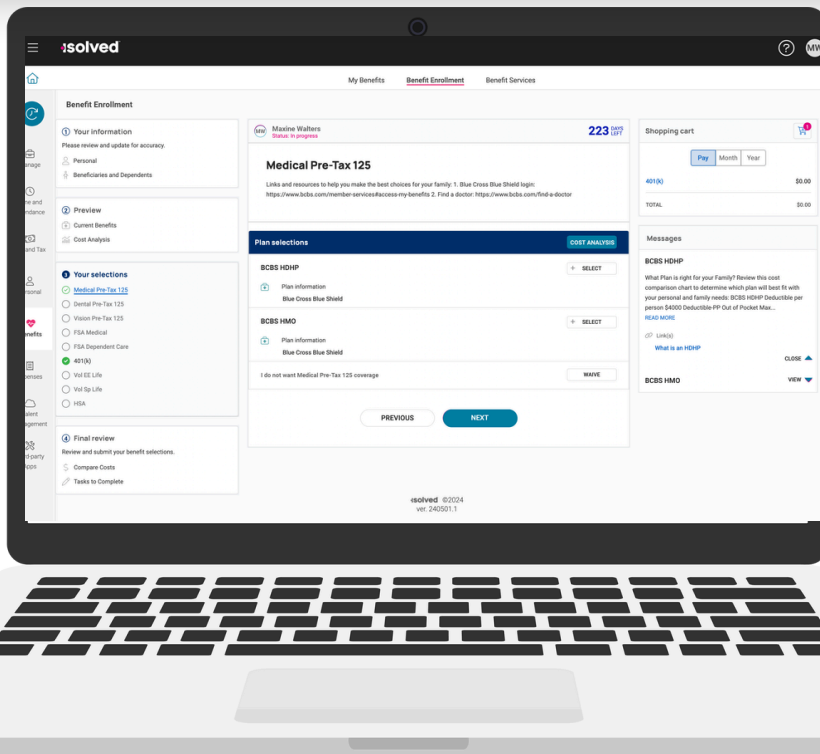 isolved
?
MW
My Benefits
Benefit Enrollment
Benefit Services
Benefit Enrollment
1 Your information
Please review and update for accuracy.
Personal
Beneficiaries and Dependents
2 Preview
Current Benefits
Cost Analysis
3 Your selections
Medical Pre-Tax 125
Dental Pre-Tax 125
Vision Pre-Tax 125
FSA Medical
FSA Dependent Care
401(k)
Vol EE Life
Vol Sp Life
HSA
4 Final review
Review and submit your benefit selections.
Compare Costs
Tasks to Complete
MW
Maxine Walters
Status: In progress
223 DAYS LEFT
Medical Pre-Tax 125
Links and resources to help you make the best choices for your family: 1. Blue Cross Blue Shield login:
https://www.bcbs.com/member-services#access-my-benefits 2. Find a doctor: https://www.bcbs.com/find-a-doctor
Plan selections
COST ANALYSIS
BCBS HDHP
+ SELECT
Plan information
Blue Cross Blue Shield
BCBS HMO
+ SELECT
Plan information
Blue Cross Blue Shield
I do not want Medical Pre-Tax 125 coverage
WAIVE
PREVIOUS
NEXT
isolved ©2024
ver. 240501.1
Shopping cart
1
Pay
Month
Year
401(k)
$0.00
TOTAL
$0.00
Messages
BCBS HDHP
What Plan is right for your Family? Review this cost
comparison chart to determine which plan will best fit with
your personal and family needs: BCBS HDHP Deductible per
person $4000 Deductible-PP Out of Pocket Max...
READ MORE
Link(s)
What is an HDHP
CLOSE
BCBS HMO
VIEW